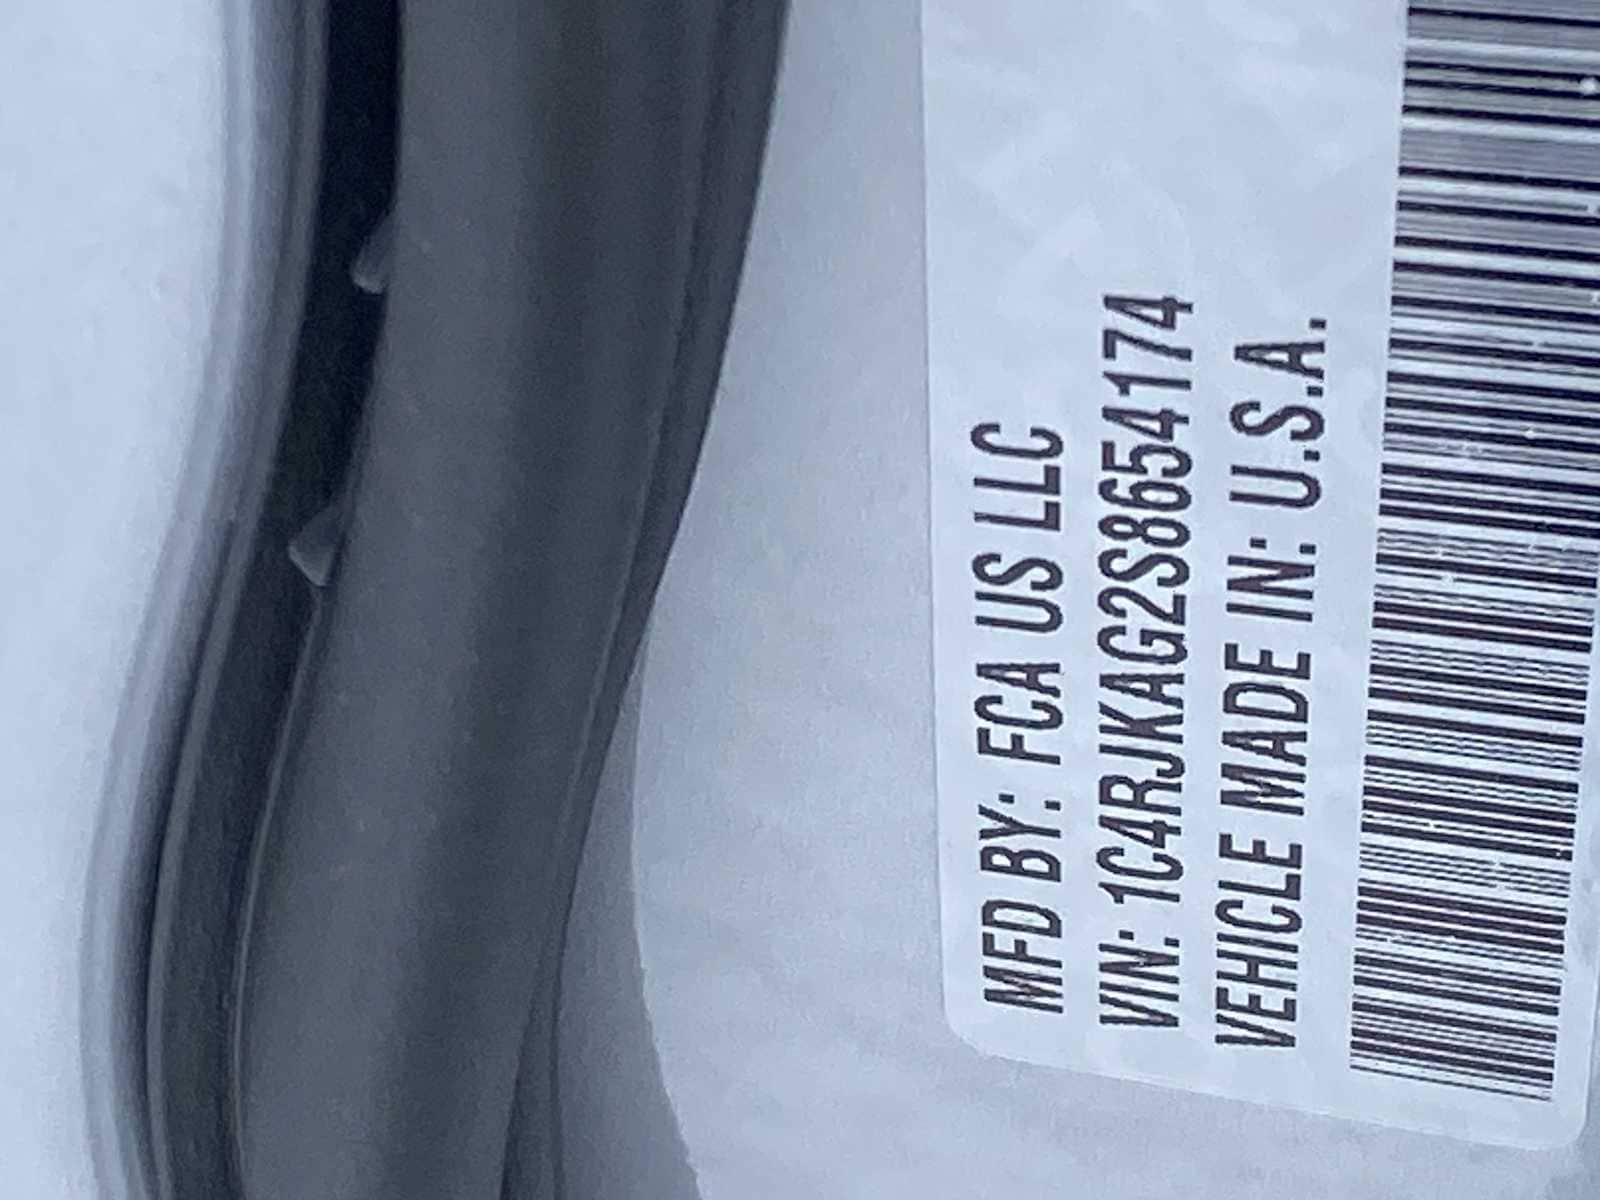 MFD BY: FCA US LLC
VIN: 1C4RJKAG2S8654174
VEHICLE MADE IN: U.S.A.